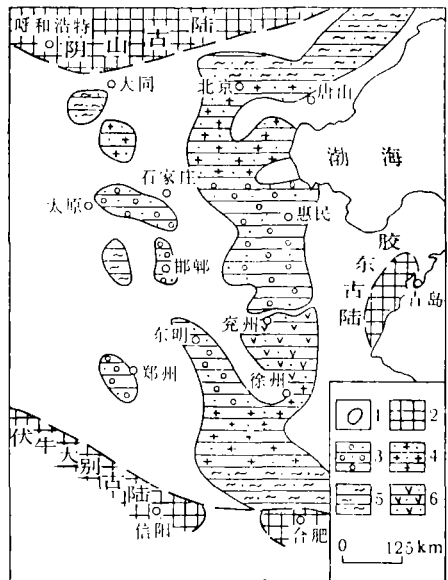 呼和浩特
阴山古陆
大同
北京
唐山
渤海
石家庄
太原
惠民
胶东古陆
青岛
邯郸
兖州
东明
郑州
徐州
伏牛大别古陆
信阳
合肥
1 2
3 4
5 6
0 125km